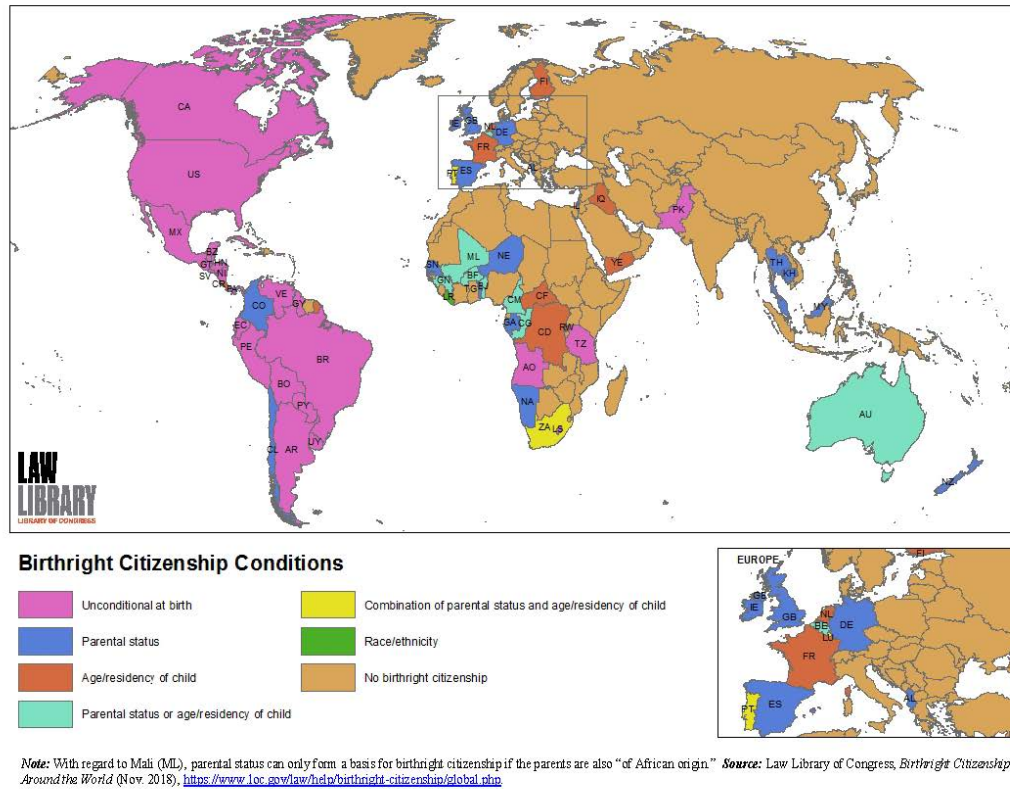 CA
US
MX
BZ
GT
HN
SV
NI
CR
PA
CO
VE
GY
EC
PE
BR
BO
PY
CL
AR
UY
FI
IE
GB
NL
DE
FR
PT
ES
AL
IL
IQ
PK
YE
SN
ML
NE
GN
BF
LR
TG
BJ
CM
CF
GA
CG
CD
RW
TZ
AO
NA
ZA
LS
TH
KH
MY
AU
NZ
LAW
LIBRARY
LIBRARY OF CONGRESS
Birthright Citizenship Conditions
Unconditional at birth
Parental status
Age/residency of child
Parental status or age/residency of child
Combination of parental status and age/residency of child
Race/ethnicity
No birthright citizenship
EUROPE
FI
GB
IE
GB
NL
BE
DE
LU
FR
PT
ES
AL
Note: With regard to Mali (ML), parental status can only form a basis for birthright citizenship if the parents are also “of African origin.” Source: Law Library of Congress, Birthright Citizenship
Around the World (Nov. 2018), https://www.loc.gov/law/help/birthright-citizenship/global.php.